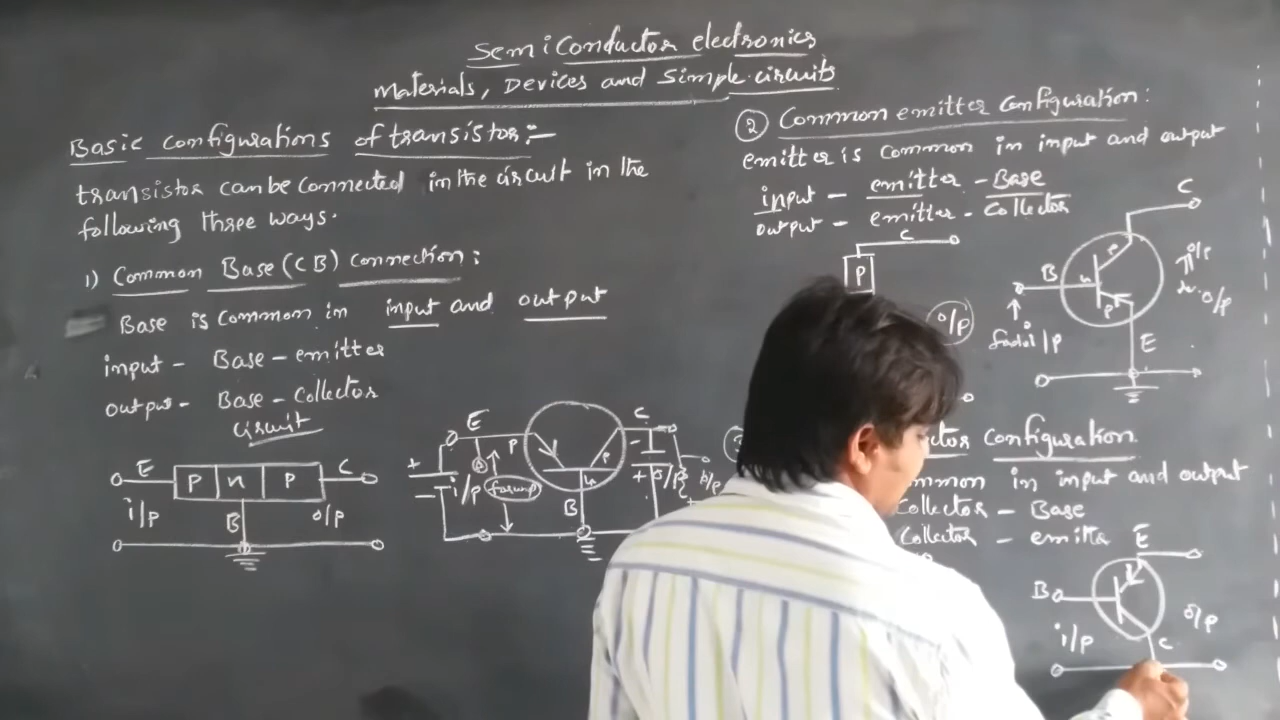 Semiconductor electronics
materials, Devices and Simple circuits
Basic configurations of transistor:-
transistor can be connected in the circuit in the
following three ways.
1) Common Base (CB) connection:
Base is common in input and output
input - Base - emitter
output - Base - Collector
circuit
E P n P C
i/p B o/p
+ E P C
- i/p
P n + o/p
B
② Common emitter configuration:
emitter is common in input and output
input - emitter - Base
output - emitter - Collector
C
P
o/p
C
B n P
P o/p
i/p E
configuration.
in input and output
Collector - Base
Collector - emitter
E
B
i/p o/p
C